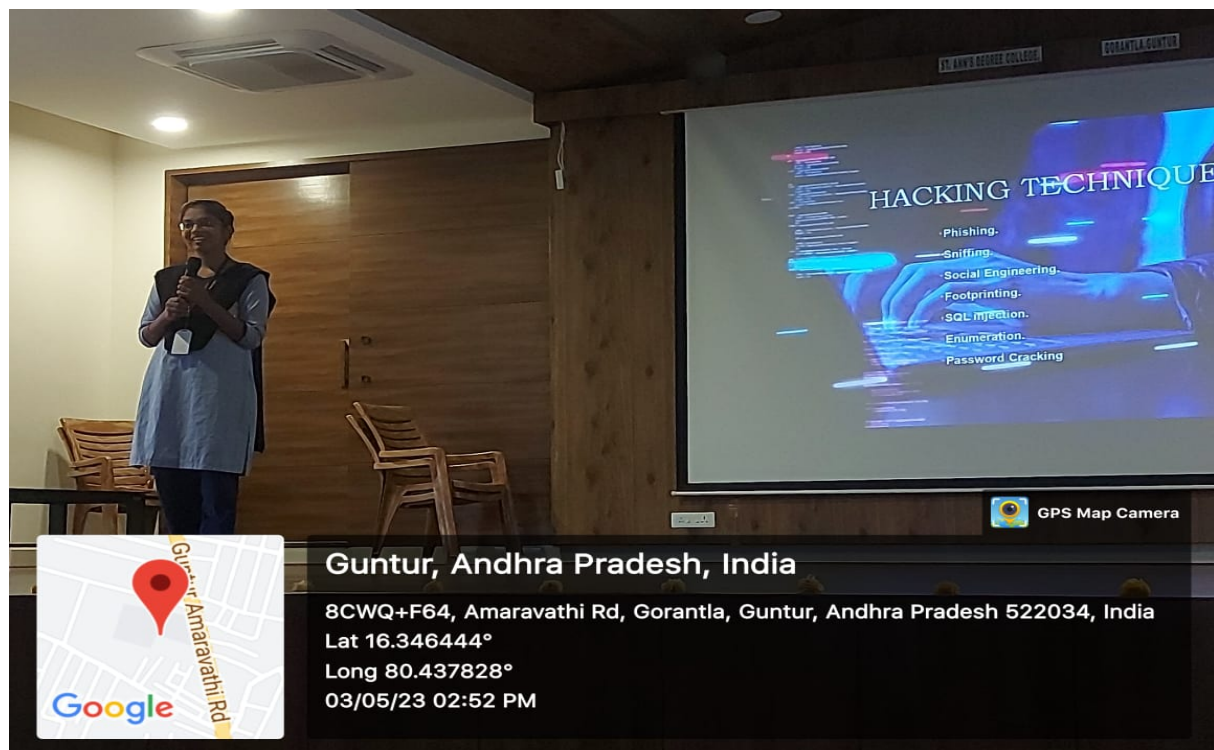 ST. ANN'S DEGREE COLLEGE,
GORANTLA, GUNTUR
HACKING TECHNIQUE
·Phishing.
·Sniffing.
·Social Engineering.
·Footprinting.
·SQL injection.
·Enumeration.
·Password Cracking
GPS Map Camera
Guntur, Andhra Pradesh, India
8CWQ+F64, Amaravathi Rd, Gorantla, Guntur, Andhra Pradesh 522034, India
Lat 16.346444°
Long 80.437828°
03/05/23 02:52 PM
Guntur Amaravathi Rd
Google